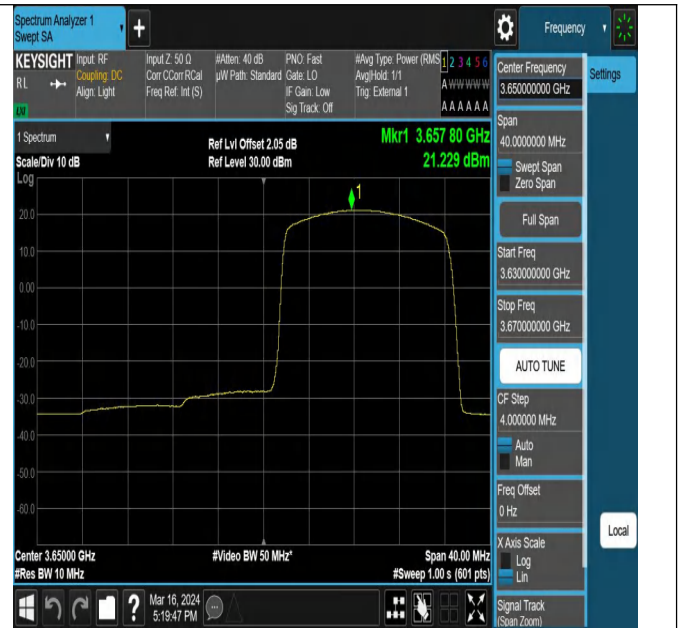 Spectrum Analyzer 1
Swept SA
+
Frequency
KEYSIGHT
RL
Input: RF
Coupling: DC
Align: Light
Input Z: 50 Ω
Corr CCorr RCal
Freq Ref: Int (S)
#Atten: 40 dB
µW Path: Standard
PNO: Fast
Gate: LO
IF Gain: Low
Sig Track: Off
#Avg Type: Power (RMS
Avg|Hold: 1/1
Trig: External 1
1 2 3 4 5 6
A W W W W W
A A A A A A
1 Spectrum
Scale/Div 10 dB
Log
Ref Lvl Offset 2.05 dB
Ref Level 30.00 dBm
Mkr1 3.657 80 GHz
21.229 dBm
1
20.0
10.0
0.00
-10.0
-20.0
-30.0
-40.0
-50.0
-60.0
Center 3.65000 GHz
#Res BW 10 MHz
#Video BW 50 MHz*
Span 40.00 MHz
#Sweep 1.00 s (601 pts)
Center Frequency
3.650000000 GHz
Settings
Span
40.0000000 MHz
Swept Span
Zero Span
Full Span
Start Freq
3.630000000 GHz
Stop Freq
3.670000000 GHz
AUTO TUNE
CF Step
4.000000 MHz
Auto
Man
Freq Offset
0 Hz
X Axis Scale
Log
Lin
Local
Signal Track
(Span Zoom)
?
Mar 16, 2024
5:19:47 PM